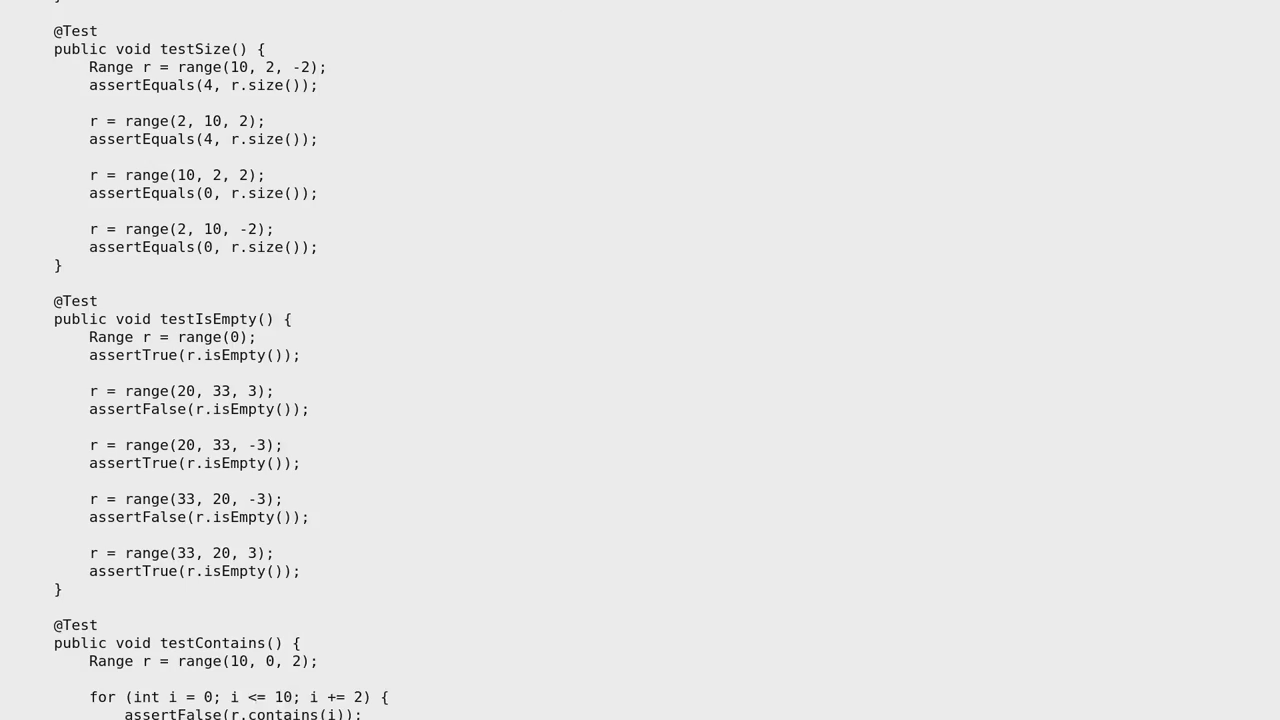 }
@Test
public void testSize() {
    Range r = range(10, 2, -2);
    assertEquals(4, r.size());

    r = range(2, 10, 2);
    assertEquals(4, r.size());

    r = range(10, 2, 2);
    assertEquals(0, r.size());

    r = range(2, 10, -2);
    assertEquals(0, r.size());
}

@Test
public void testIsEmpty() {
    Range r = range(0);
    assertTrue(r.isEmpty());

    r = range(20, 33, 3);
    assertFalse(r.isEmpty());

    r = range(20, 33, -3);
    assertTrue(r.isEmpty());

    r = range(33, 20, -3);
    assertFalse(r.isEmpty());

    r = range(33, 20, 3);
    assertTrue(r.isEmpty());
}

@Test
public void testContains() {
    Range r = range(10, 0, 2);

    for (int i = 0; i <= 10; i += 2) {
        assertFalse(r.contains(i));